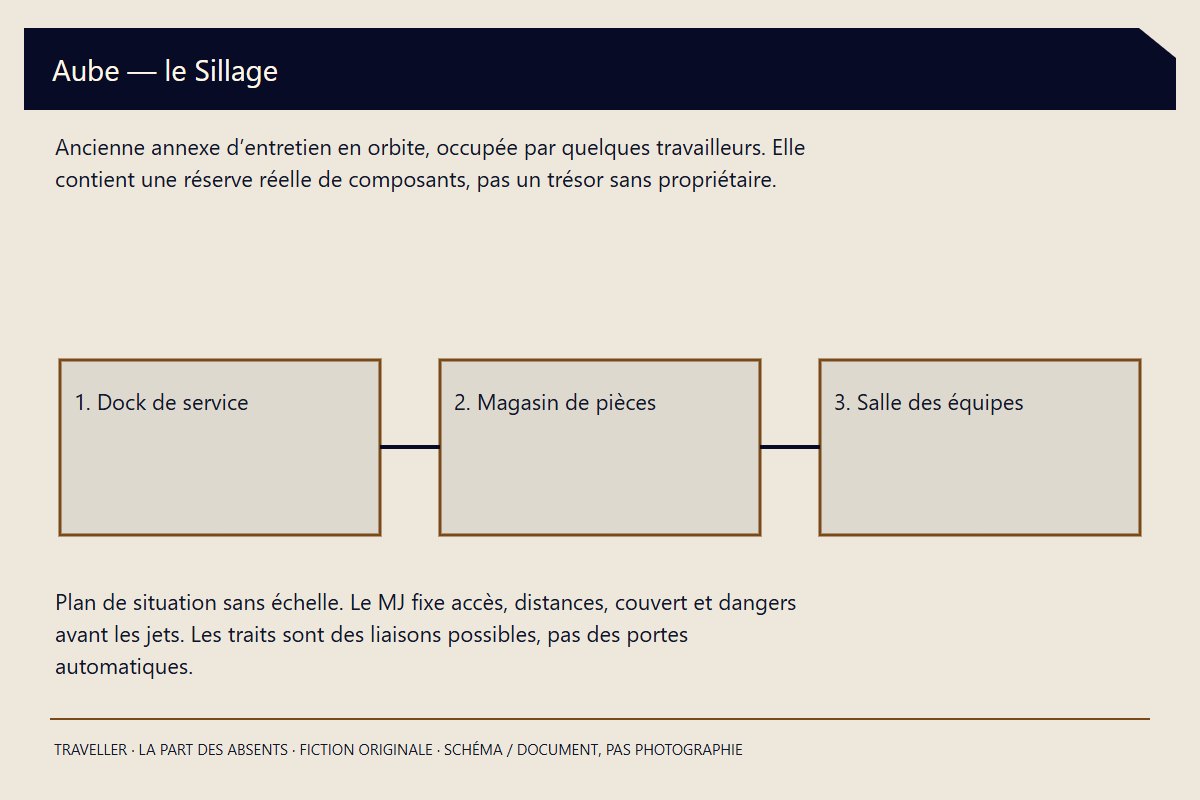 Aube — le Sillage
Ancienne annexe d’entretien en orbite, occupée par quelques travailleurs. Elle
contient une réserve réelle de composants, pas un trésor sans propriétaire.
1. Dock de service
2. Magasin de pièces
3. Salle des équipes
Plan de situation sans échelle. Le MJ fixe accès, distances, couvert et dangers
avant les jets. Les traits sont des liaisons possibles, pas des portes
automatiques.
TRAVELLER · LA PART DES ABSENTS · FICTION ORIGINALE · SCHÉMA / DOCUMENT, PAS PHOTOGRAPHIE